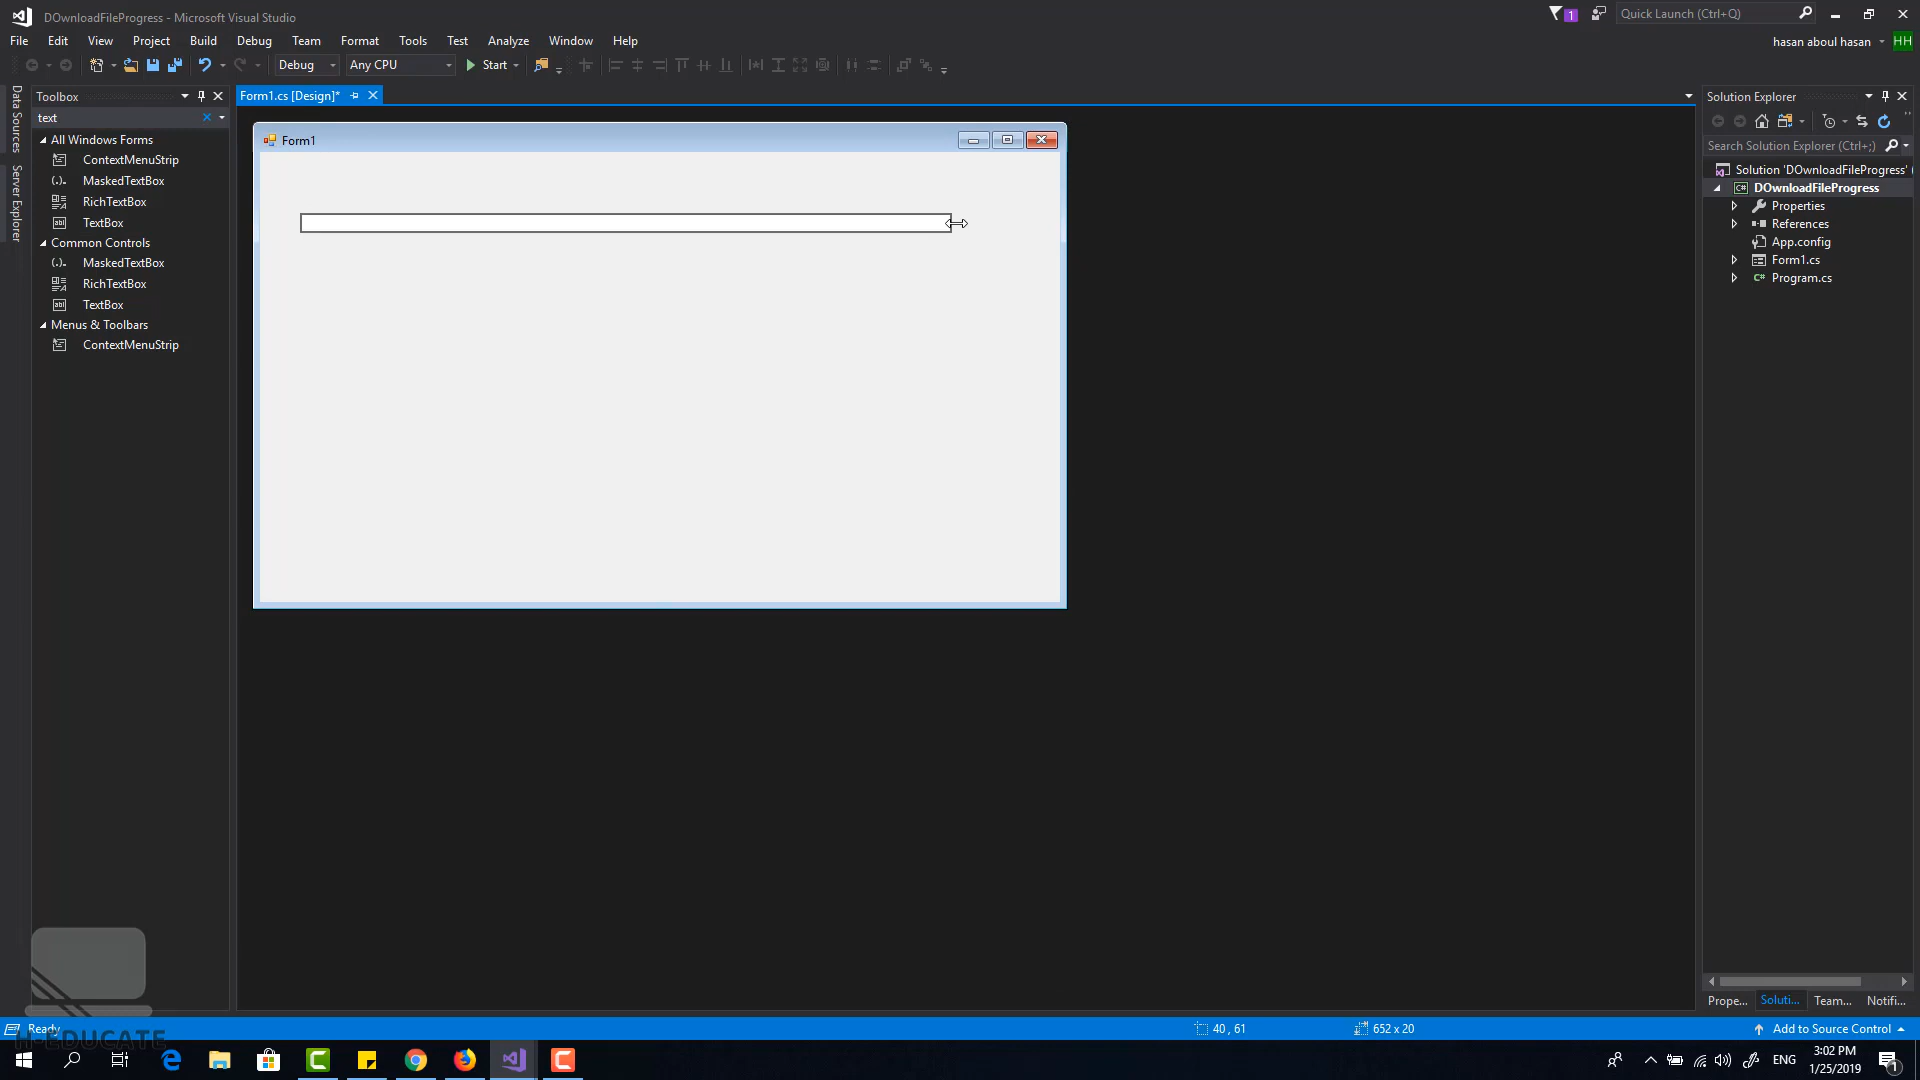 DOwnloadFileProgress - Microsoft Visual Studio
1
Quick Launch (Ctrl+Q)
File Edit View Project Build Debug Team Format Tools Test Analyze Window Help
hasan aboul hasan HH
Debug Any CPU Start
Data Sources
Server Explorer
Toolbox
text
All Windows Forms
ContextMenuStrip
MaskedTextBox
RichTextBox
TextBox
Common Controls
MaskedTextBox
RichTextBox
TextBox
Menus & Toolbars
ContextMenuStrip
Form1.cs [Design]*
Form1
Solution Explorer
Search Solution Explorer (Ctrl+;)
Solution 'DOwnloadFileProgress' (
C# DOwnloadFileProgress
Properties
References
App.config
Form1.cs
C# Program.cs
Prope... Soluti... Team... Notifi...
Ready
40 , 61
652 x 20
Add to Source Control
H-EDUCATE
ENG
3:02 PM
1/25/2019
1